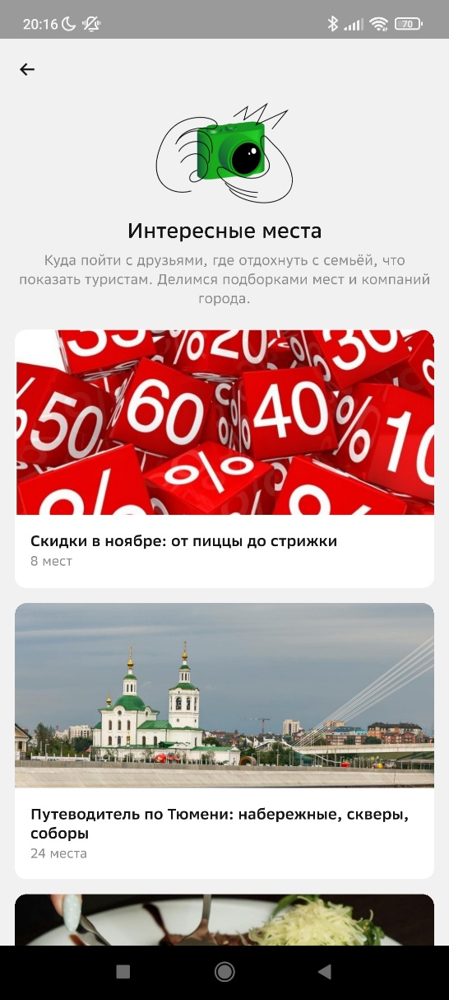 20:16
70
Интересные места
Куда пойти с друзьями, где отдохнуть с семьёй, что
показать туристам. Делимся подборками мест и компаний
города.
% 20 30
50 60 % 40 % 10
% % %
Скидки в ноябре: от пиццы до стрижки
8 мест
Путеводитель по Тюмени: набережные, скверы,
соборы
24 места